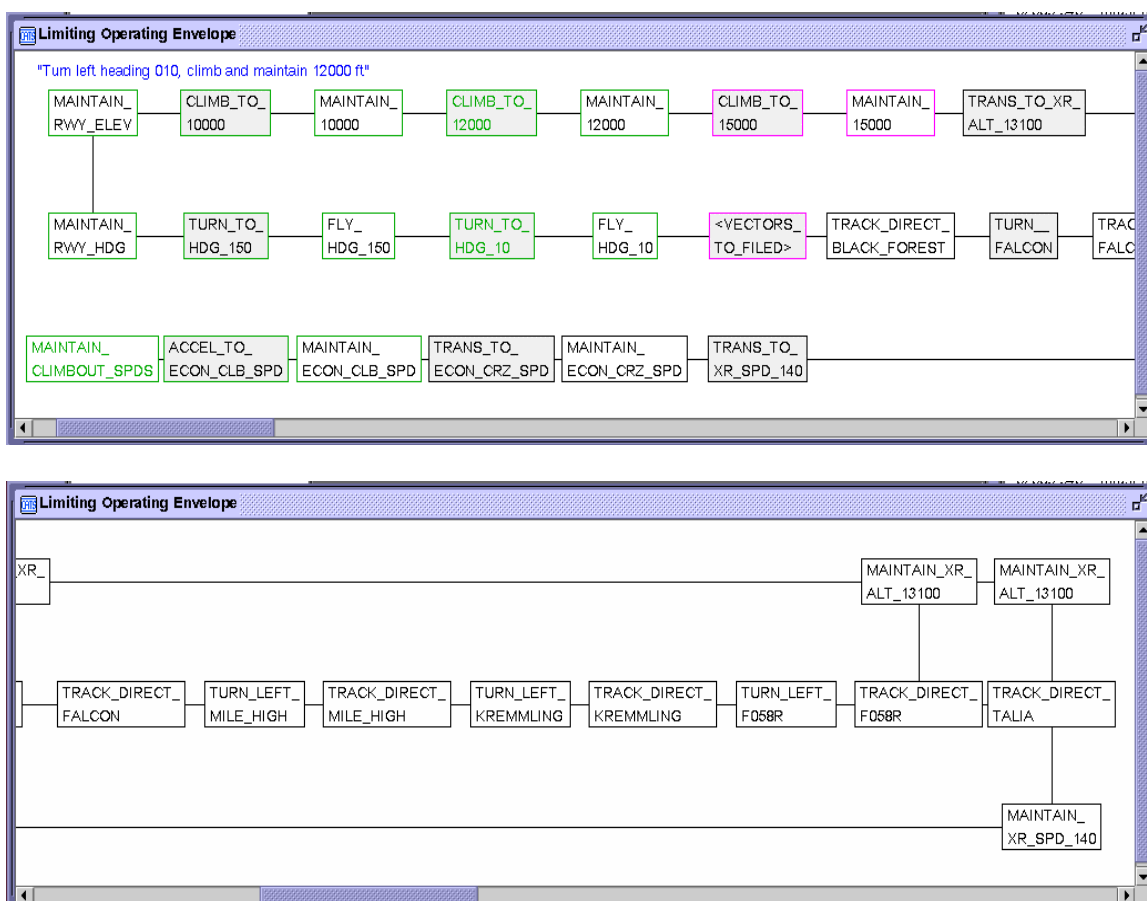 Limiting Operating Envelope
"Turn left heading 010, climb and maintain 12000 ft"
MAINTAIN_ CLIMB_TO_ MAINTAIN_ CLIMB_TO_ MAINTAIN_ CLIMB_TO_ MAINTAIN_ TRANS_TO_XR_
RWY_ELEV 10000 10000 12000 12000 15000 15000 ALT_13100
MAINTAIN_ TURN_TO_ FLY_ TURN_TO_ FLY_ <VECTORS_ TRACK_DIRECT_ TURN__ TRAC
RWY_HDG HDG_150 HDG_150 HDG_10 HDG_10 TO_FILED> BLACK_FOREST FALCON FALC
MAINTAIN_ ACCEL_TO_ MAINTAIN_ TRANS_TO_ MAINTAIN_ TRANS_TO_
CLIMBOUT_SPDS ECON_CLB_SPD ECON_CLB_SPD ECON_CRZ_SPD ECON_CRZ_SPD XR_SPD_140
Limiting Operating Envelope
XR_ MAINTAIN_XR_ MAINTAIN_XR_
ALT_13100 ALT_13100
TRACK_DIRECT_ TURN_LEFT_ TRACK_DIRECT_ TURN_LEFT_ TRACK_DIRECT_ TURN_LEFT_ TRACK_DIRECT_ TRACK_DIRECT_
FALCON MILE_HIGH MILE_HIGH KREMMLING KREMMLING F058R F058R TALIA
MAINTAIN_
XR_SPD_140